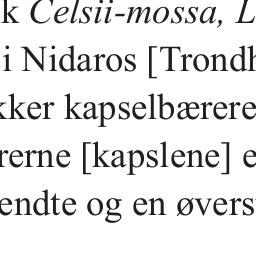 k Celsii-mossa, L
i Nidaros [Trondh
kker kapselbærere
rerne [kapslene] e
endte og en øvers